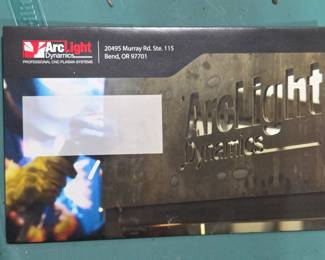 ArcLight
Dynamics
PROFESSIONAL CNC PLASMA SYSTEMS
20495 Murray Rd. Ste. 115
Bend, OR 97701
ArcLight
Dynamics